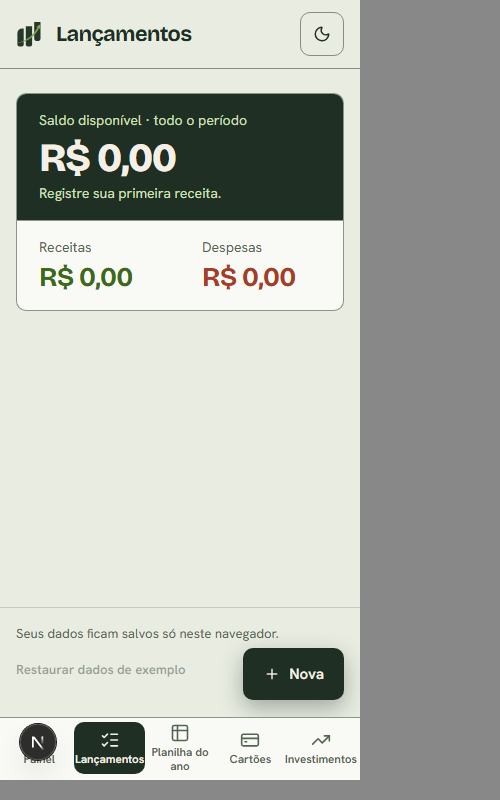 Lançamentos
Saldo disponível · todo o período
R$ 0,00
Registre sua primeira receita.
Receitas
Despesas
R$ 0,00
R$ 0,00
Seus dados ficam salvos só neste navegador.
Restaurar dados de exemplo
Nova
N
Painel
Lançamentos
Planilha do
ano
Cartões
Investimentos